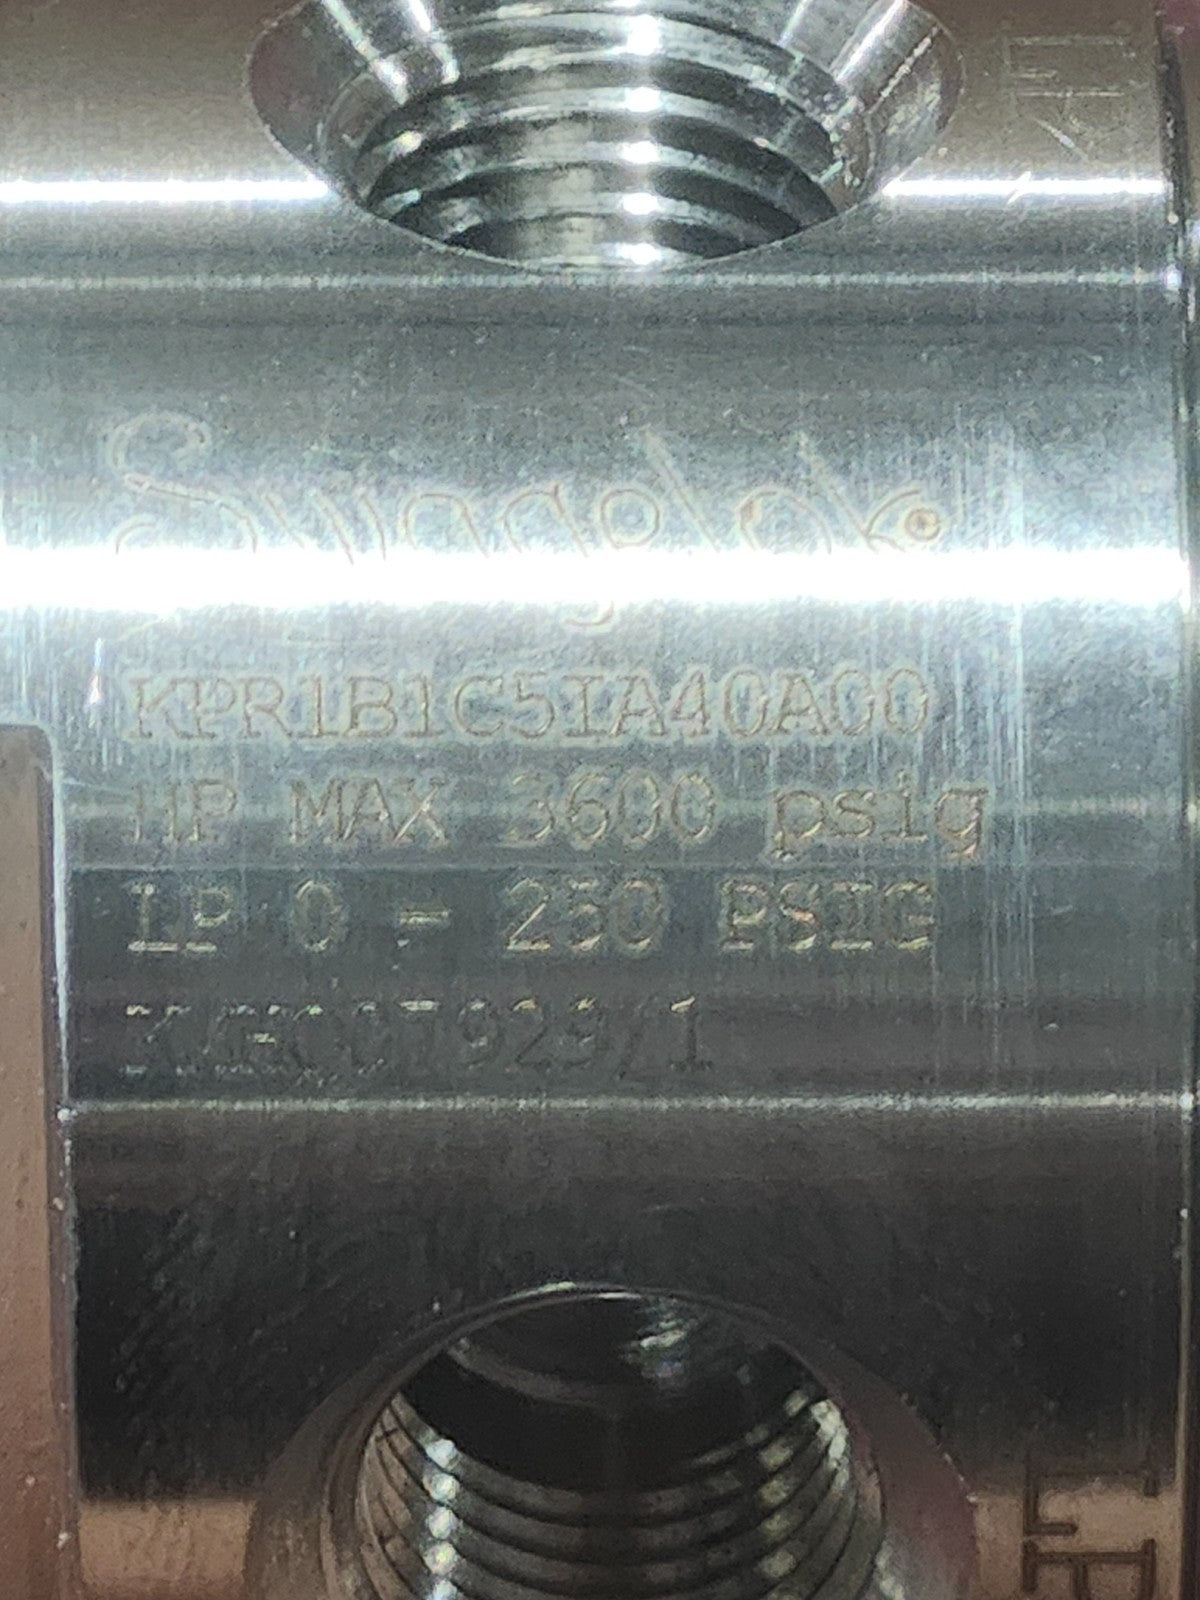 Swagelok
KPR1B1C5IA40A00
HP MAX 3600 psig
LP 0 - 250 PSIG